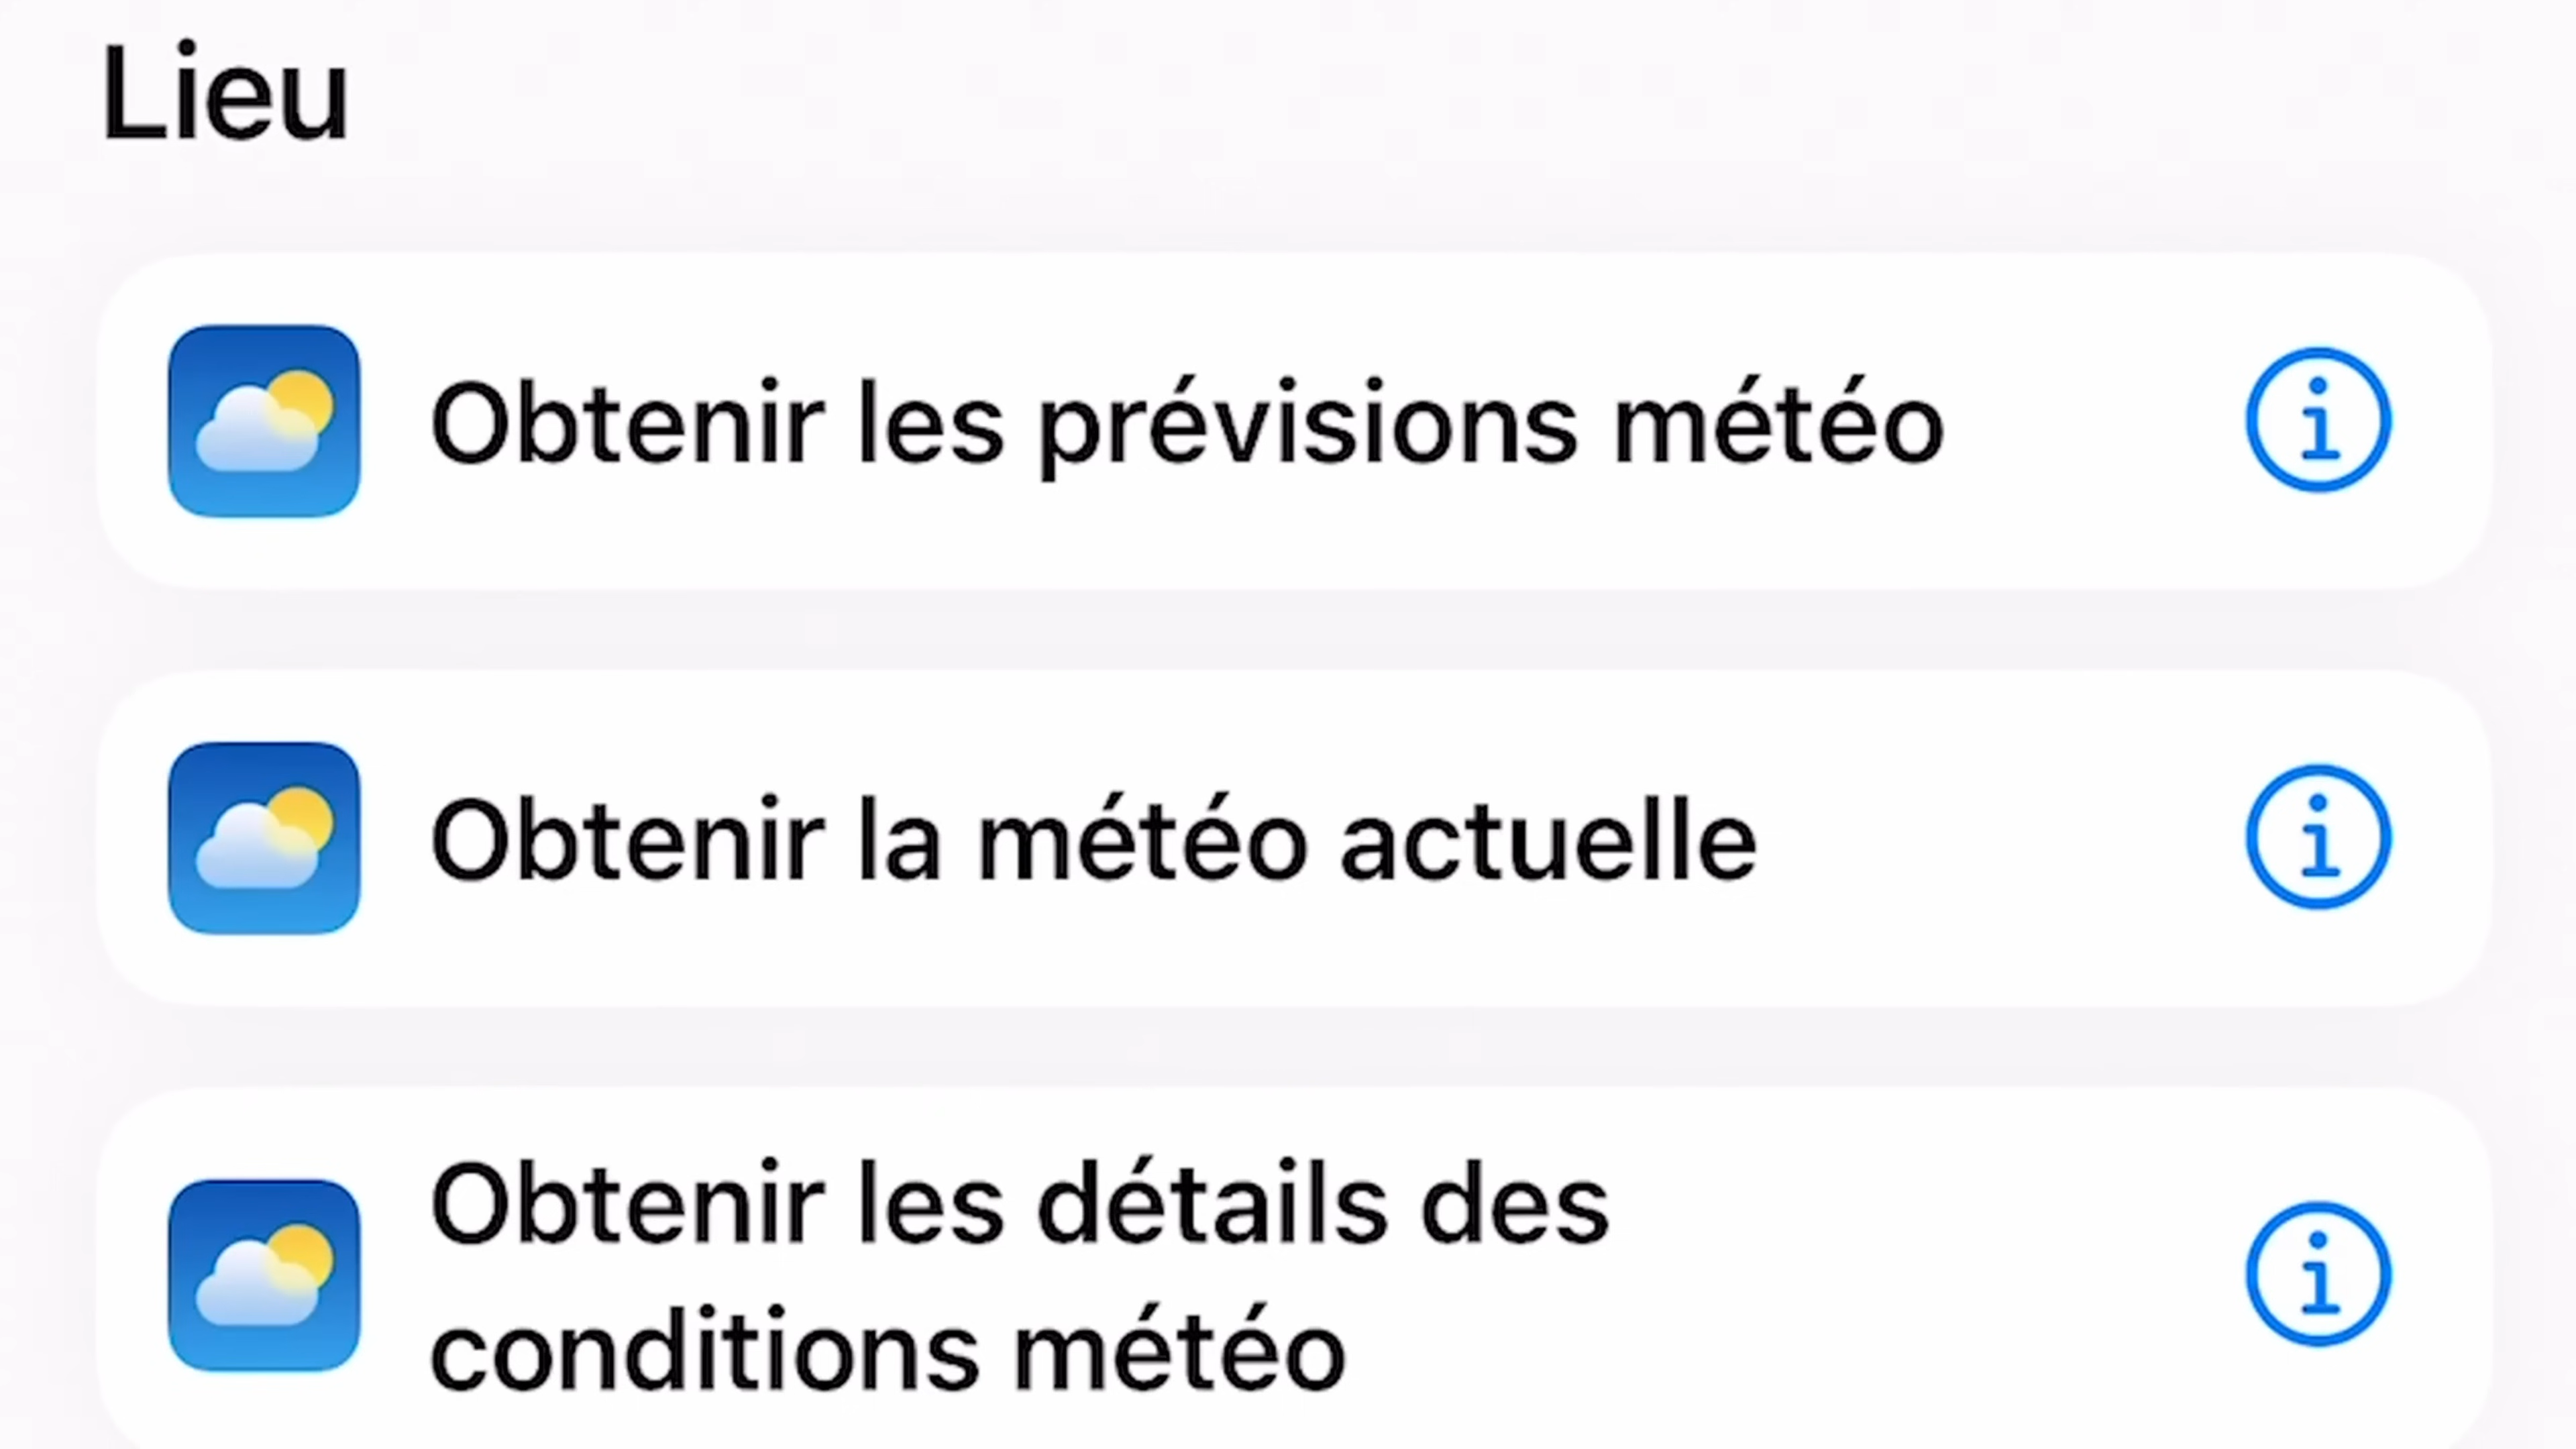 Lieu
Obtenir les prévisions météo
Obtenir la météo actuelle
Obtenir les détails des
conditions météo